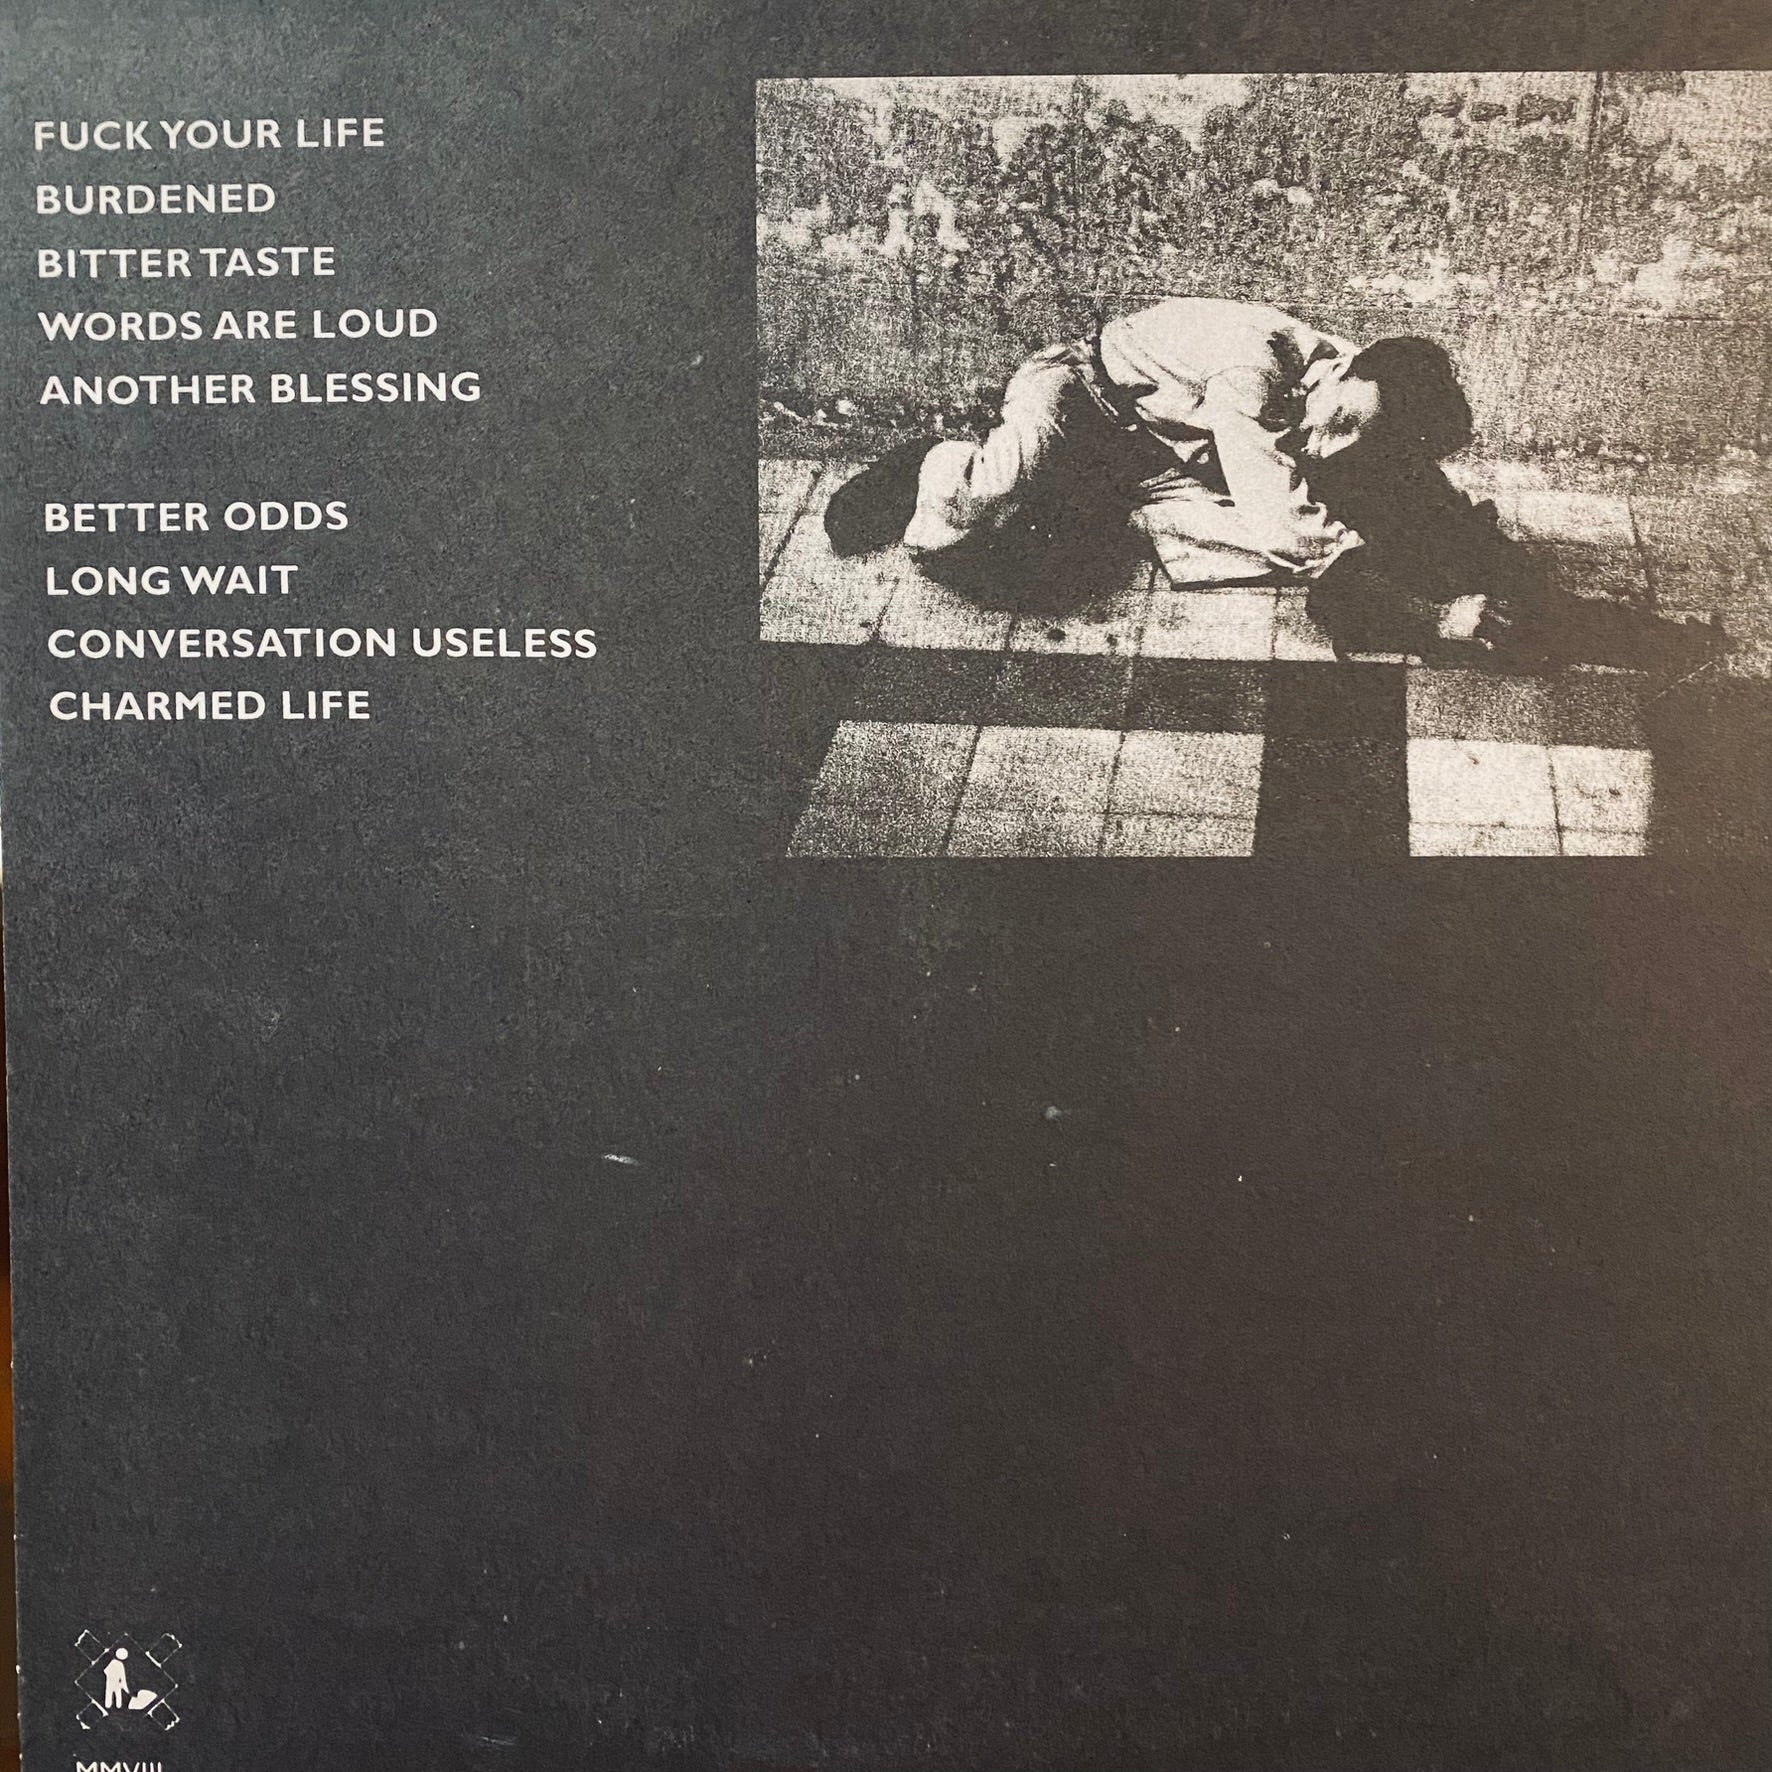 FUCK YOUR LIFE
BURDENED
BITTER TASTE
WORDS ARE LOUD
ANOTHER BLESSING
BETTER ODDS
LONG WAIT
CONVERSATION USELESS
CHARMED LIFE
MMVIII